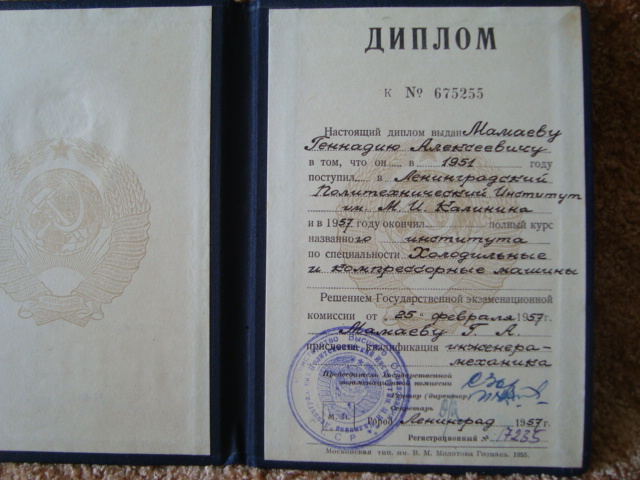 ДИПЛОМ
К № 675255
Настоящий диплом выдан Мамаеву
Геннадию Алексеевичу
в том, что он в 1951 году
поступил в Ленинградский
Политехнический Институт
им. М. И. Калинина
и в 1957 году окончил полный курс
названного института
по специальности Холодильные
и компрессорные машины
Решением Государственной экзаменационной
комиссии от „25" февраля 1957 г.
Мамаеву Г. А.
присвоена квалификация инженера-
механика
Председатель Государственной
экзаменационной комиссии
Ректор (директор)
Секретарь
М. П. Город Ленинград 1957 г.
Регистрационный № 17235
Московская тип. им. В. М. Молотова Гознака. 1955.